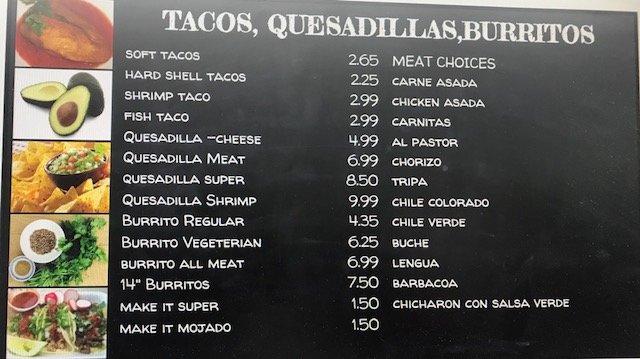 TACOS, QUESADILLAS,BURRITOS
SOFT TACOS 2.65 MEAT CHOICES
HARD SHELL TACOS 2.25 CARNE ASADA
SHRIMP TACO 2.99 CHICKEN ASADA
FISH TACO 2.99 CARNITAS
QUESADILLA -CHEESE 4.99 AL PASTOR
QUESADILLA MEAT 6.99 CHORIZO
QUESADILLA SUPER 8.50 TRIPA
QUESADILLA SHRIMP 9.99 CHILE COLORADO
BURRITO REGULAR 4.35 CHILE VERDE
BURRITO VEGETERIAN 6.25 BUCHE
BURRITO ALL MEAT 6.99 LENGUA
14" BURRITOS 7.50 BARBACOA
MAKE IT SUPER 1.50 CHICHARON CON SALSA VERDE
MAKE IT MOJADO 1.50